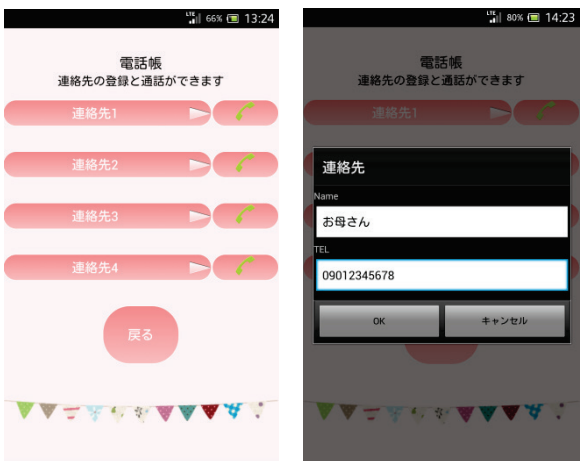 LTE 66% 13:24
電話帳
連絡先の登録と通話ができます
連絡先1
連絡先2
連絡先3
連絡先4
戻る
LTE 80% 14:23
電話帳
連絡先の登録と通話ができます
連絡先1
連絡先
Name
お母さん
TEL
09012345678
OK キャンセル